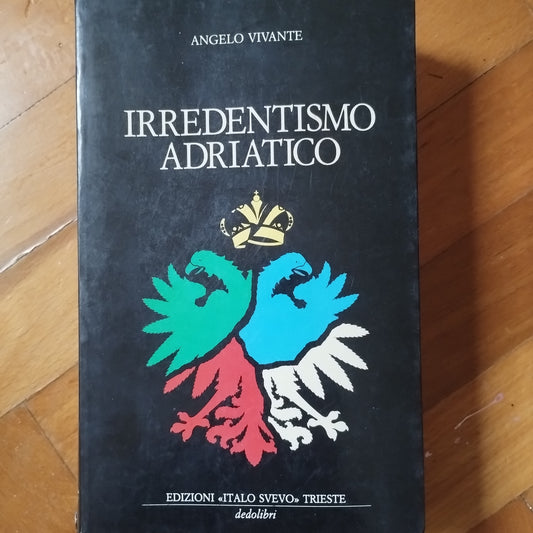 ANGELO VIVANTE
IRREDENTISMO
ADRIATICO
EDIZIONI «ITALO SVEVO» TRIESTE
dedolibri